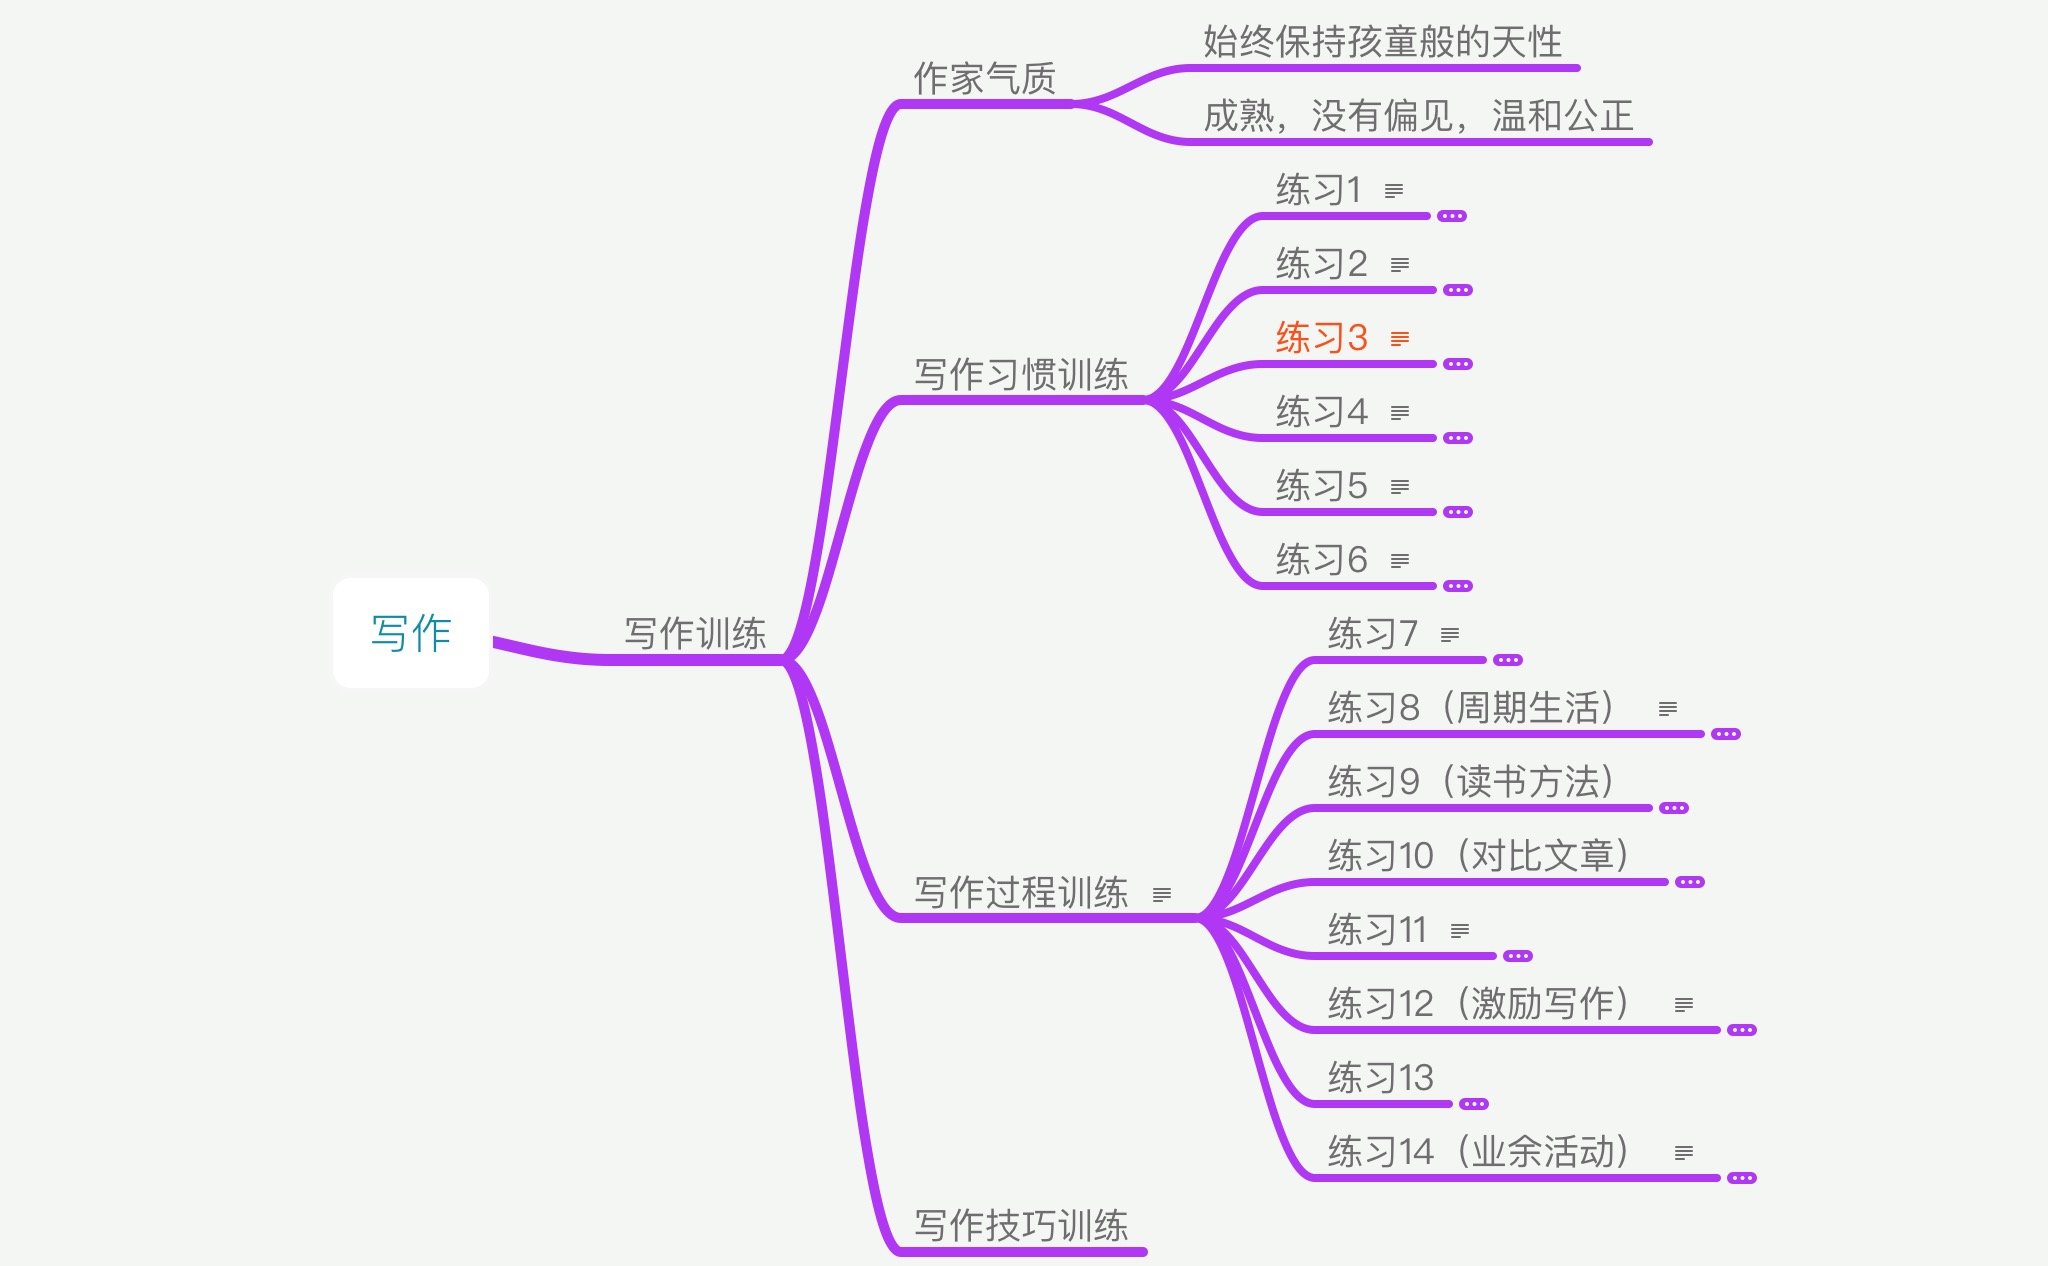 写作
写作训练
作家气质
始终保持孩童般的天性
成熟，没有偏见，温和公正
写作习惯训练
练习1
练习2
练习3
练习4
练习5
练习6
写作过程训练
练习7
练习8（周期生活）
练习9（读书方法）
练习10（对比文章）
练习11
练习12（激励写作）
练习13
练习14（业余活动）
写作技巧训练